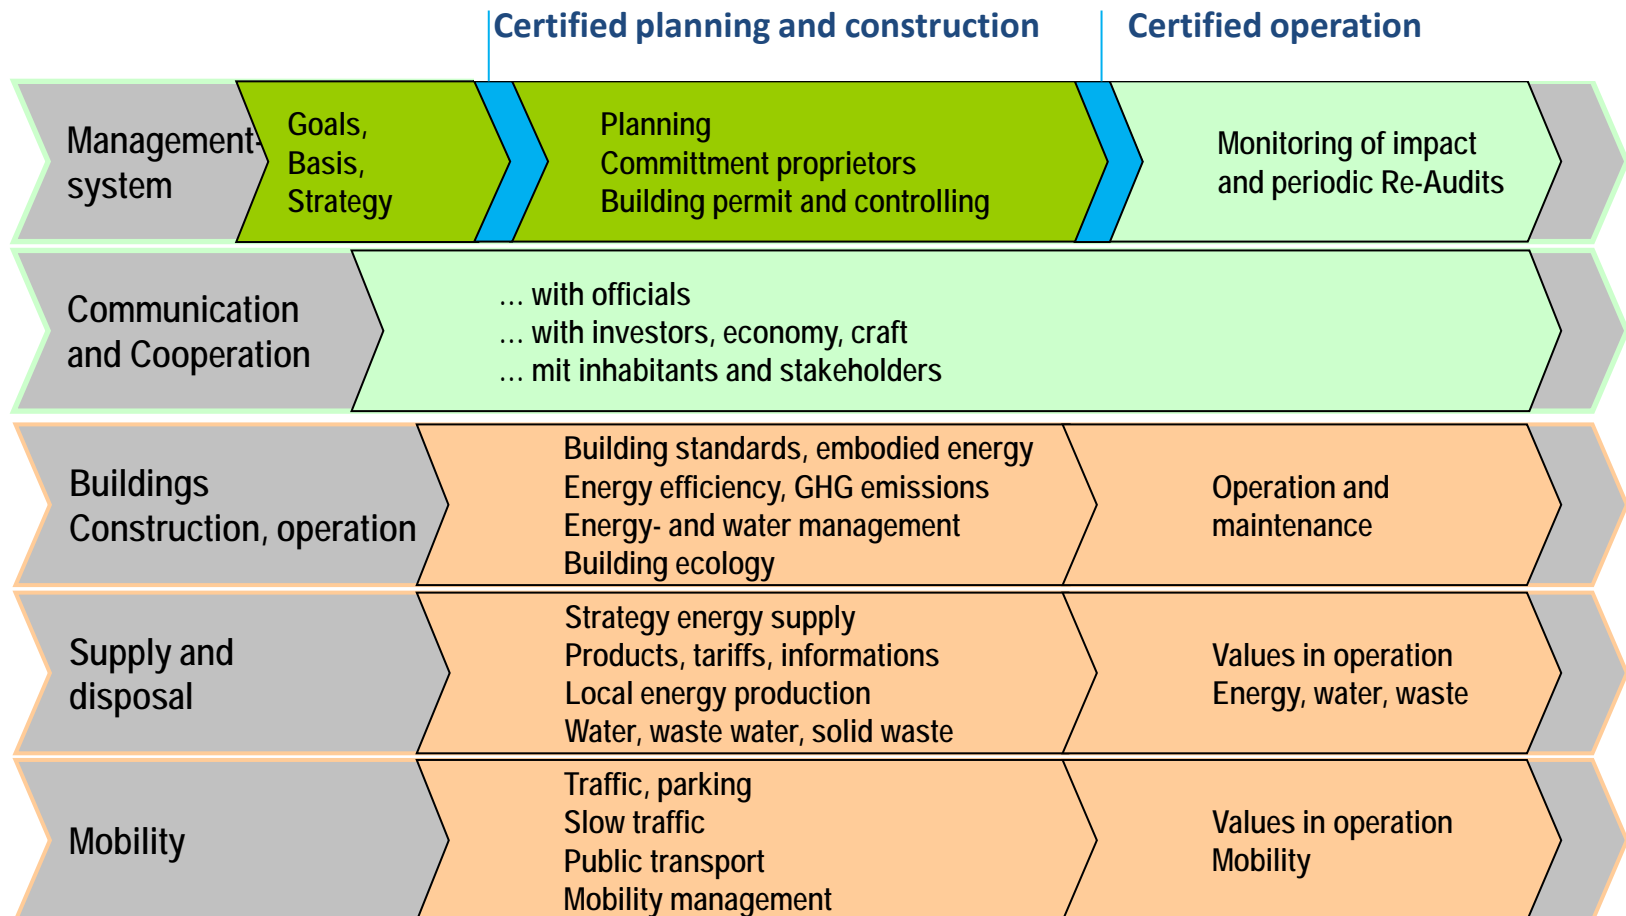 Certified planning and construction
Certified operation
Management-
system
Goals,
Basis,
Strategy
Planning
Committment proprietors
Building permit and controlling
Monitoring of impact
and periodic Re-Audits
Communication
and Cooperation
… with officials
… with investors, economy, craft
… mit inhabitants and stakeholders
Buildings
Construction, operation
Building standards, embodied energy
Energy efficiency, GHG emissions
Energy- and water management
Building ecology
Operation and
maintenance
Supply and
disposal
Strategy energy supply
Products, tariffs, informations
Local energy production
Water, waste water, solid waste
Values in operation
Energy, water, waste
Mobility
Traffic, parking
Slow traffic
Public transport
Mobility management
Values in operation
Mobility